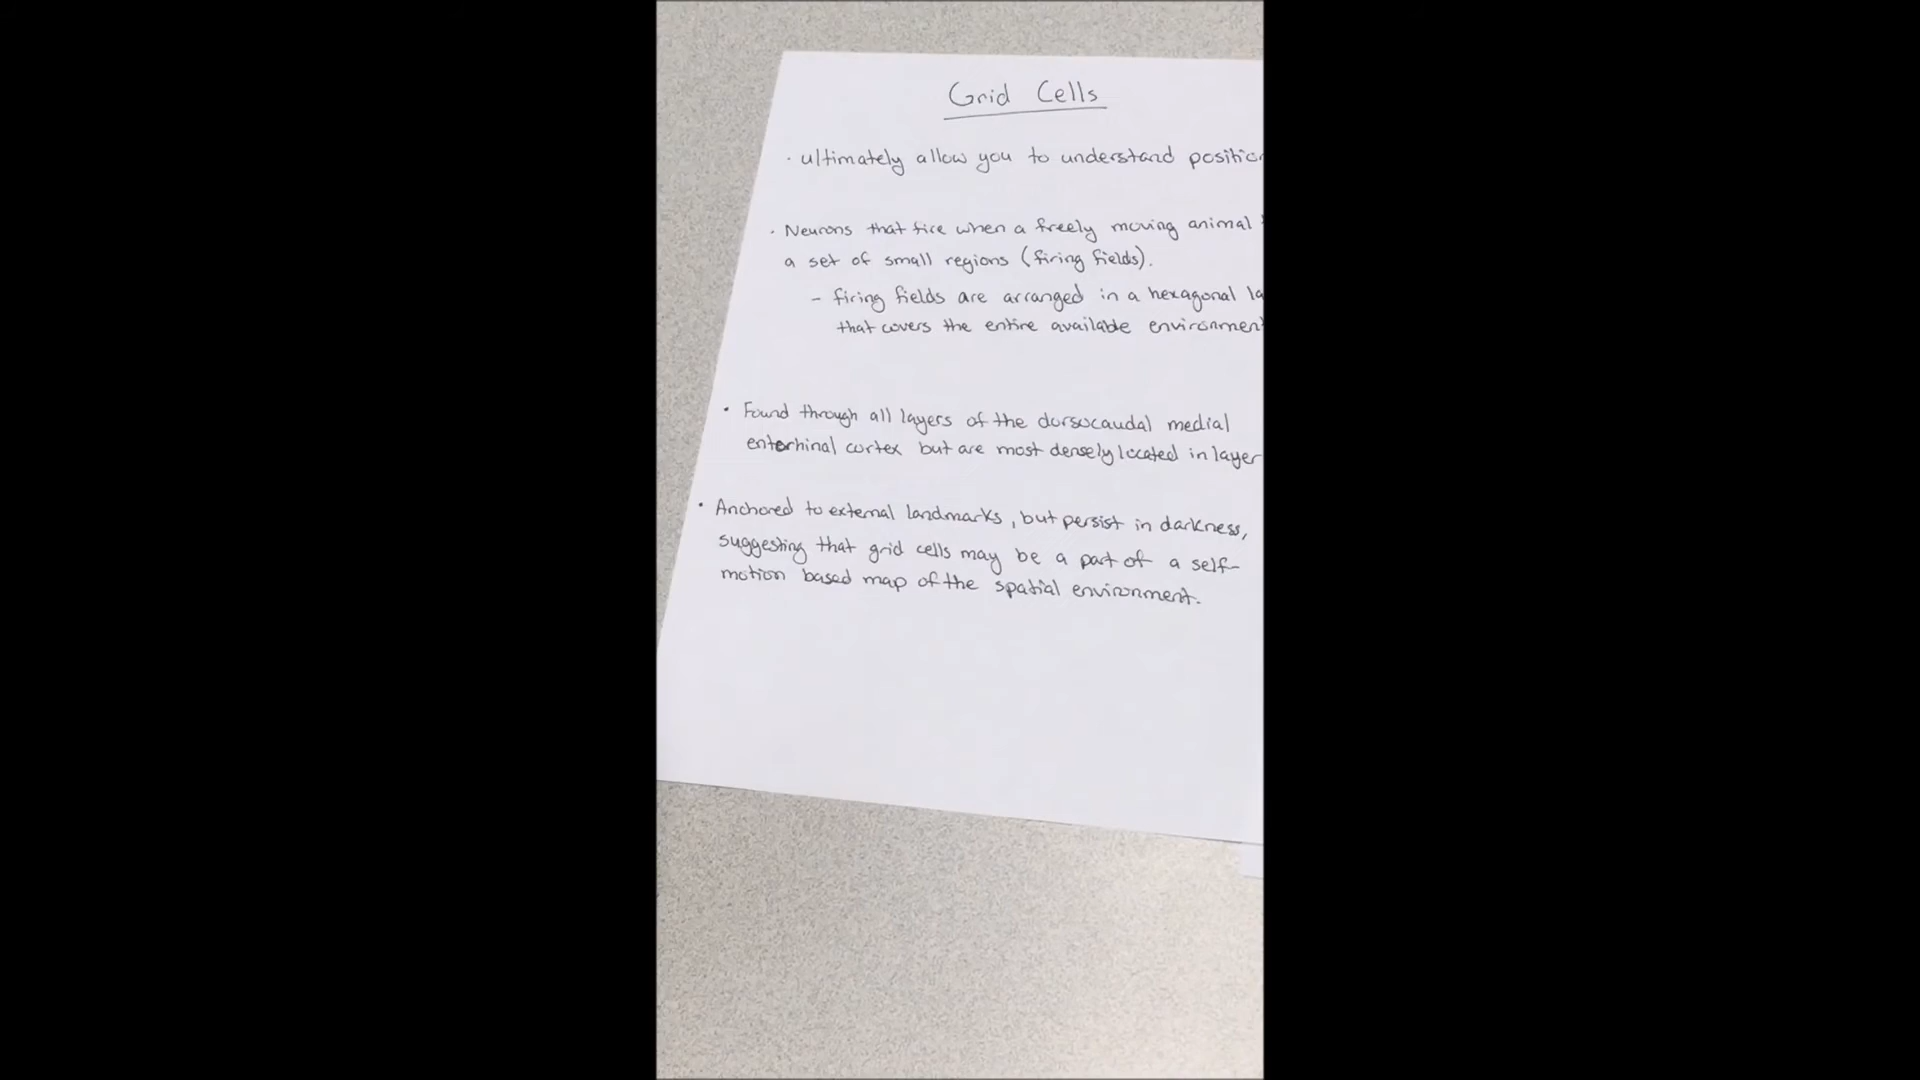 Grid Cells
· ultimately allow you to understand
· Neurons that fire when a freely moving animal
a set of small regions (firing fields).
- firing fields are arranged in a hexagonal
that covers the entire available environment
· Found through all layers of the dorsocaudal medial
entorhinal cortex but are most densely located in layer
· Anchored to external landmarks, but persist in darkness,
suggesting that grid cells may be a part of a self-
motion based map of the spatial environment.